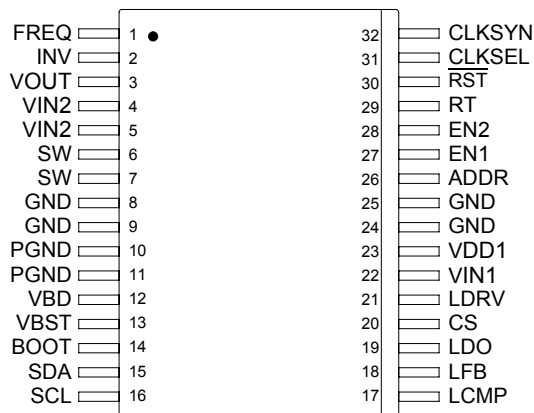 FREQ 1 32 CLKSYN
INV 2 31 CLKSEL
VOUT 3 30 RST
VIN2 4 29 RT
VIN2 5 28 EN2
SW 6 27 EN1
SW 7 26 ADDR
GND 8 25 GND
GND 9 24 GND
PGND 10 23 VDD1
PGND 11 22 VIN1
VBD 12 21 LDRV
VBST 13 20 CS
BOOT 14 19 LDO
SDA 15 18 LFB
SCL 16 17 LCMP